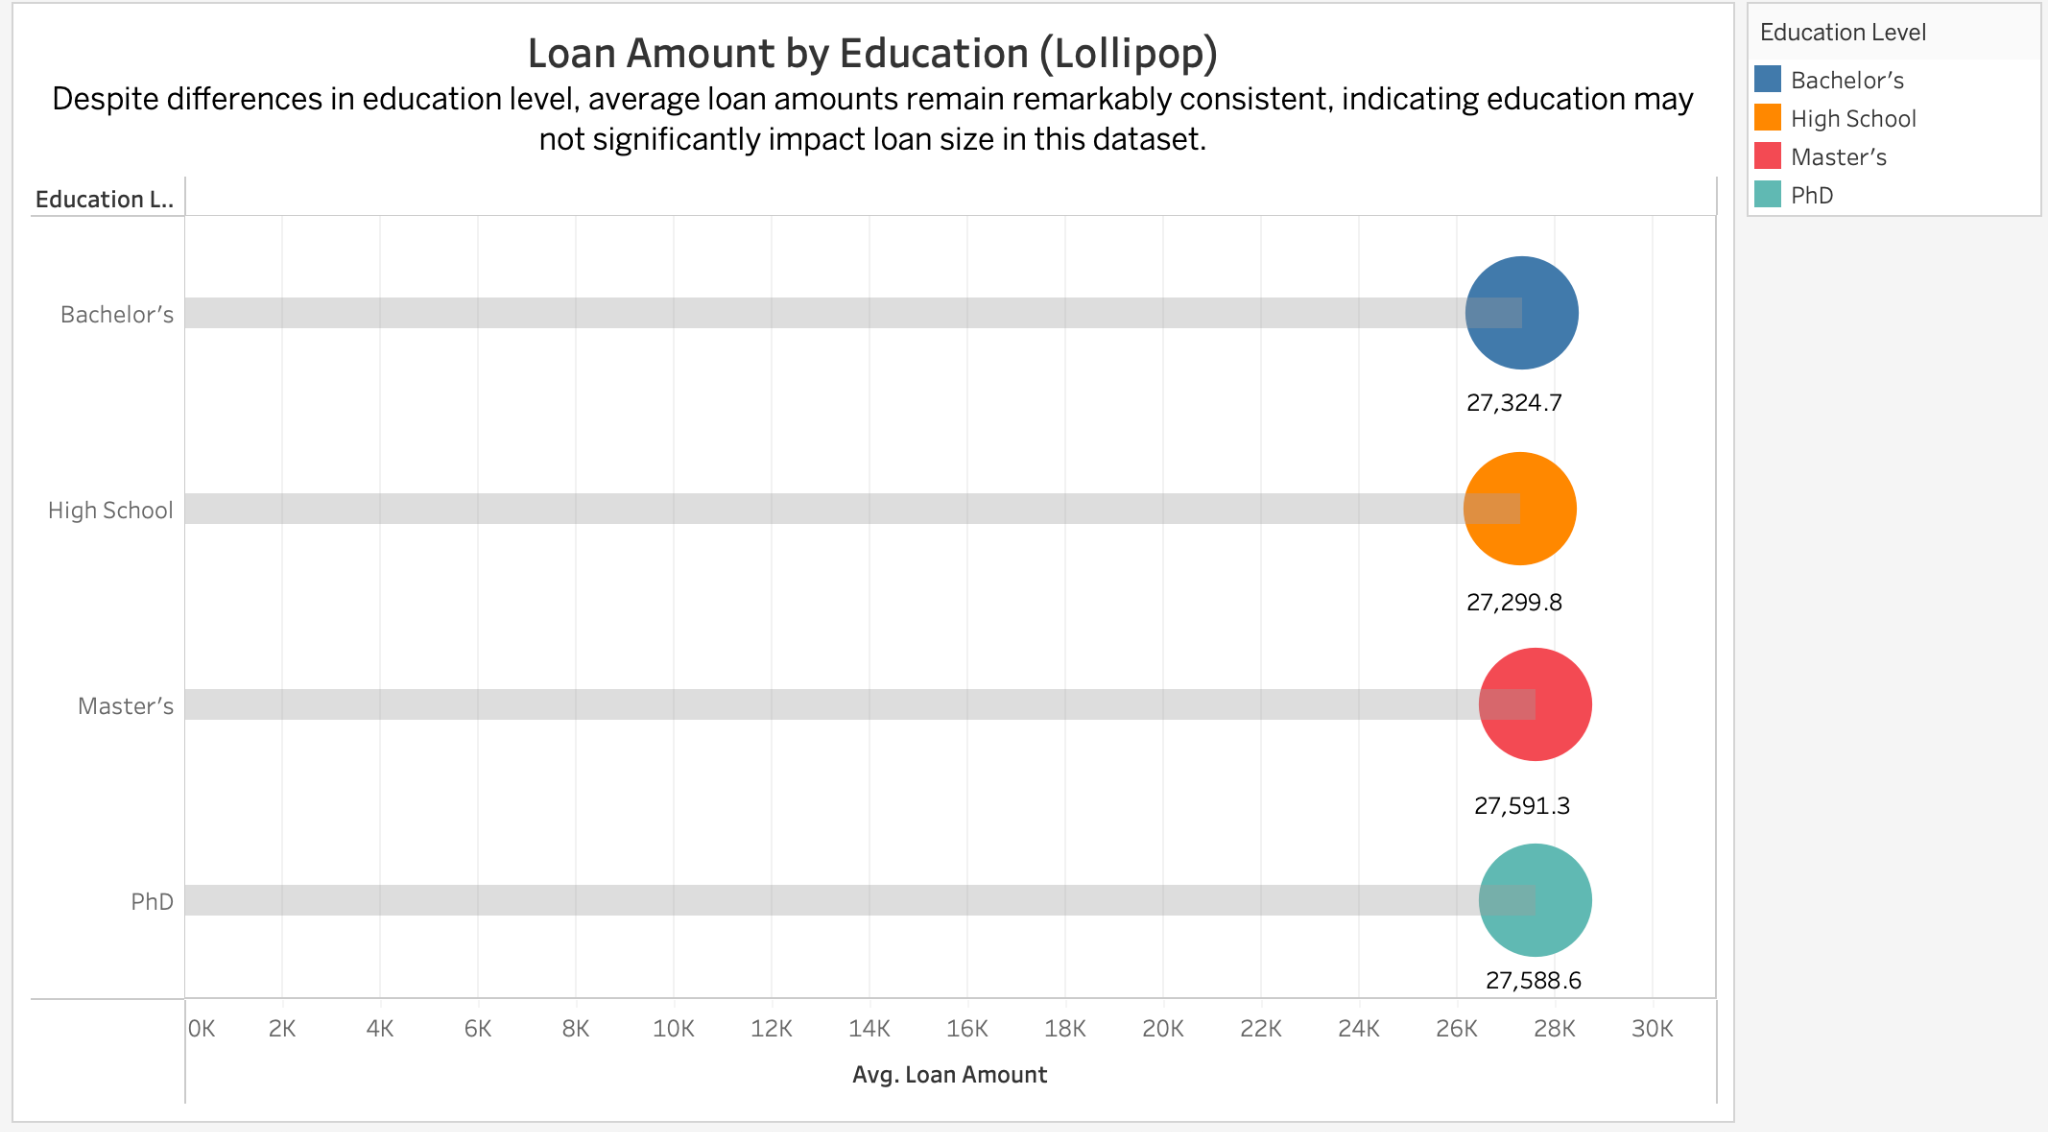 Loan Amount by Education (Lollipop)
Despite differences in education level, average loan amounts remain remarkably consistent, indicating education may
not significantly impact loan size in this dataset.
Education L..
Bachelor's
27,324.7
High School
27,299.8
Master's
27,591.3
PhD
27,588.6
0K 2K 4K 6K 8K 10K 12K 14K 16K 18K 20K 22K 24K 26K 28K 30K
Avg. Loan Amount
Education Level
Bachelor's
High School
Master's
PhD